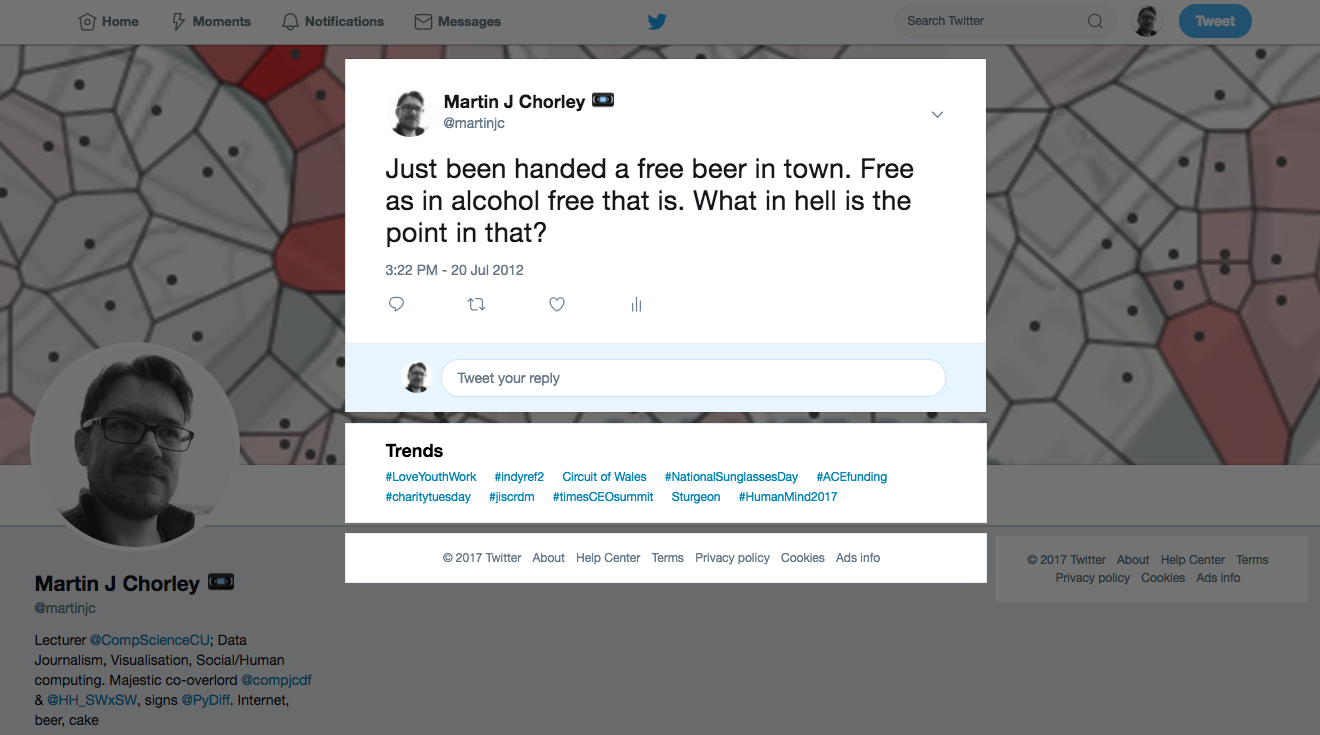 Home Moments Notifications Messages Search Twitter Tweet
Martin J Chorley
@martinjc
Just been handed a free beer in town. Free
as in alcohol free that is. What in hell is the
point in that?
3:22 PM - 20 Jul 2012
Tweet your reply
Trends
#LoveYouthWork #indyref2 Circuit of Wales #NationalSunglassesDay #ACEfunding
#charitytuesday #jiscrdm #timesCEOsummit Sturgeon #HumanMind2017
© 2017 Twitter About Help Center Terms Privacy policy Cookies Ads info
Martin J Chorley
@martinjc
Lecturer @CompScienceCU; Data
Journalism, Visualisation, Social/Human
computing. Majestic co-overlord @compjcdf
& @HH_SWxSW, signs @PyDiff. Internet,
beer, cake
© 2017 Twitter About Help Center Terms
Privacy policy Cookies Ads info